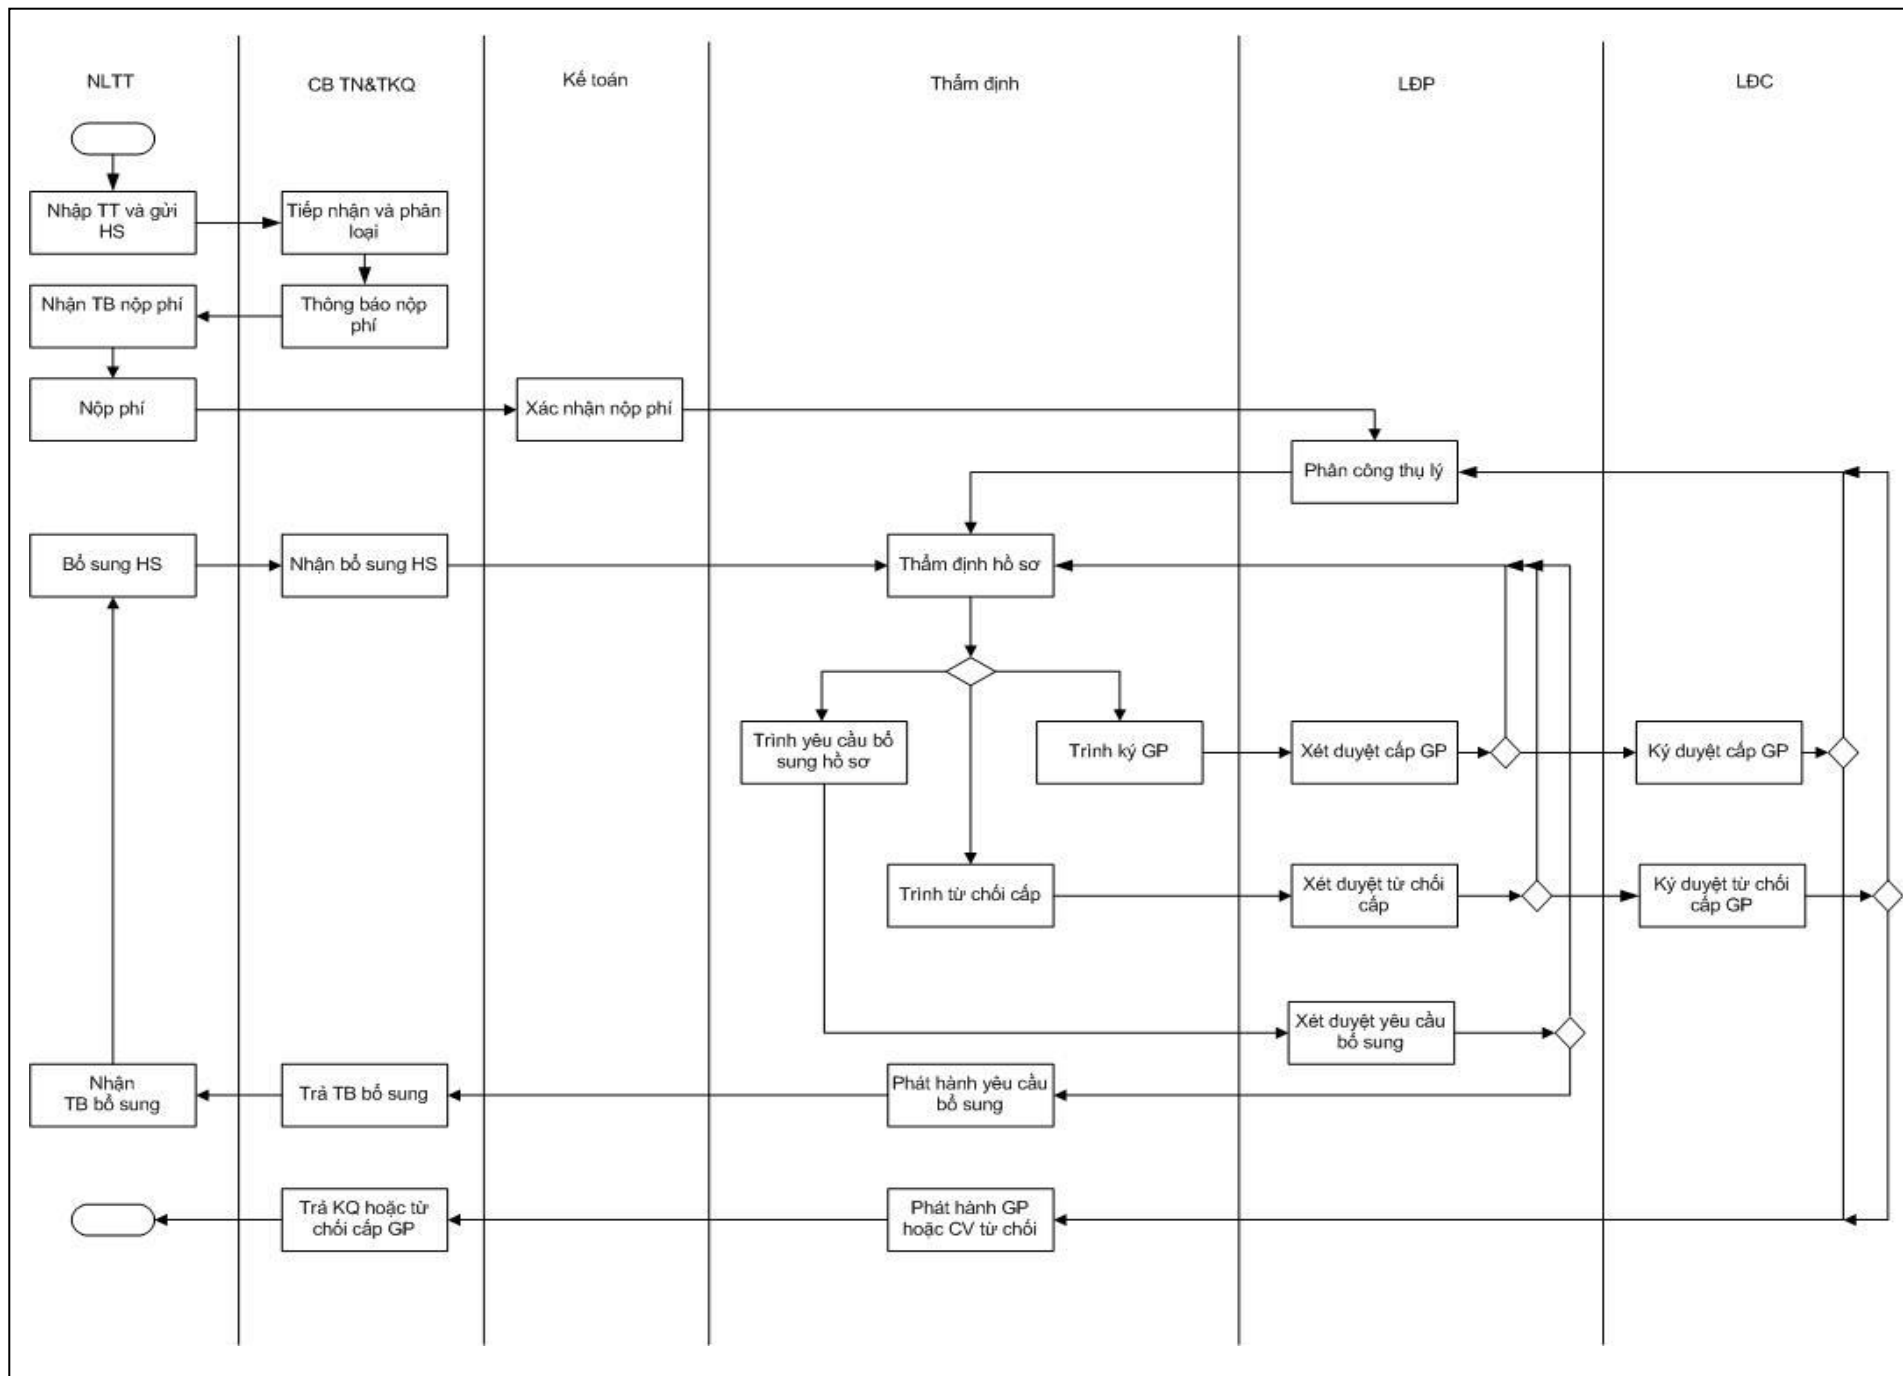 NLTT
CB TN&TKQ
Kế toán
Thẩm định
LĐP
LĐC
Nhập TT và gửi
HS
Tiếp nhận và phân
loại
Nhận TB nộp phí
Thông báo nộp
phí
Nộp phí
Xác nhận nộp phí
Phân công thụ lý
Bổ sung HS
Nhận bổ sung HS
Thẩm định hồ sơ
Trình yêu cầu bổ
sung hồ sơ
Trình ký GP
Xét duyệt cấp GP
Ký duyệt cấp GP
Trình từ chối cấp
Xét duyệt từ chối
cấp
Ký duyệt từ chối
cấp GP
Xét duyệt yêu cầu
bổ sung
Nhận
TB bổ sung
Trả TB bổ sung
Phát hành yêu cầu
bổ sung
Trả KQ hoặc từ
chối cấp GP
Phát hành GP
hoặc CV từ chối